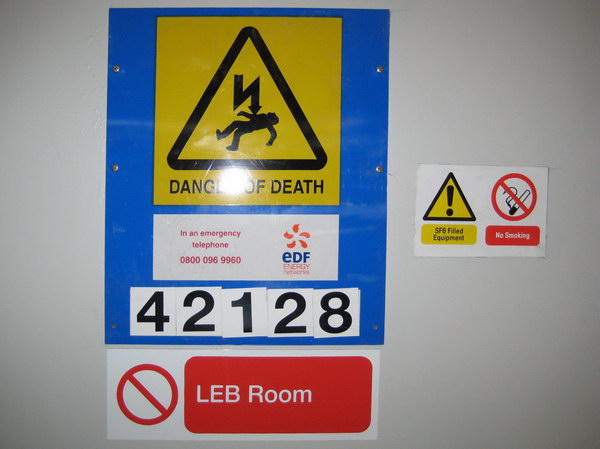 DANGER OF DEATH
In an emergency
telephone
0800 096 9960
eDF
ENERGY
networks
42128
LEB Room
SF6 Filled
Equipment
No Smoking